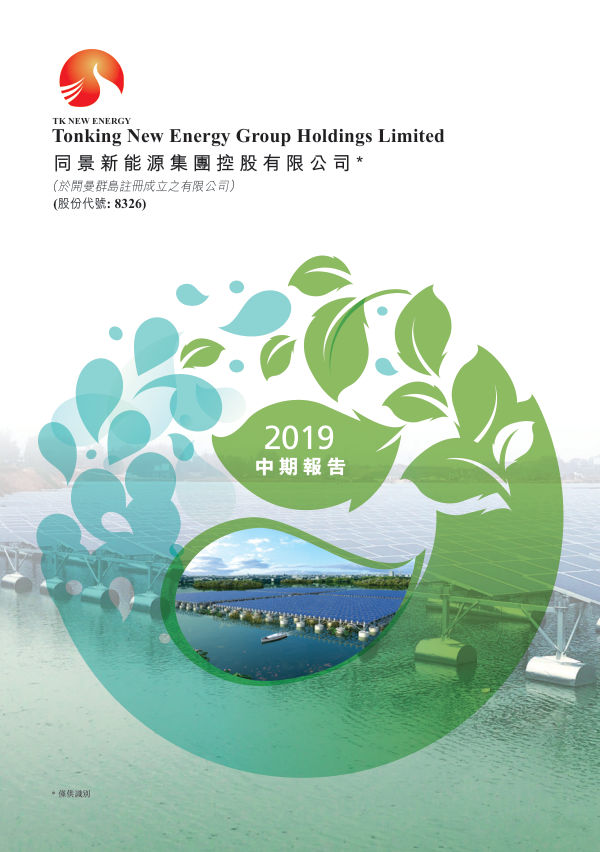 TK NEW ENERGY
Tonking New Energy Group Holdings Limited
同景新能源集團控股有限公司*
(於開曼群島註冊成立之有限公司)
(股份代號: 8326)
2019
中期報告
* 僅供識別